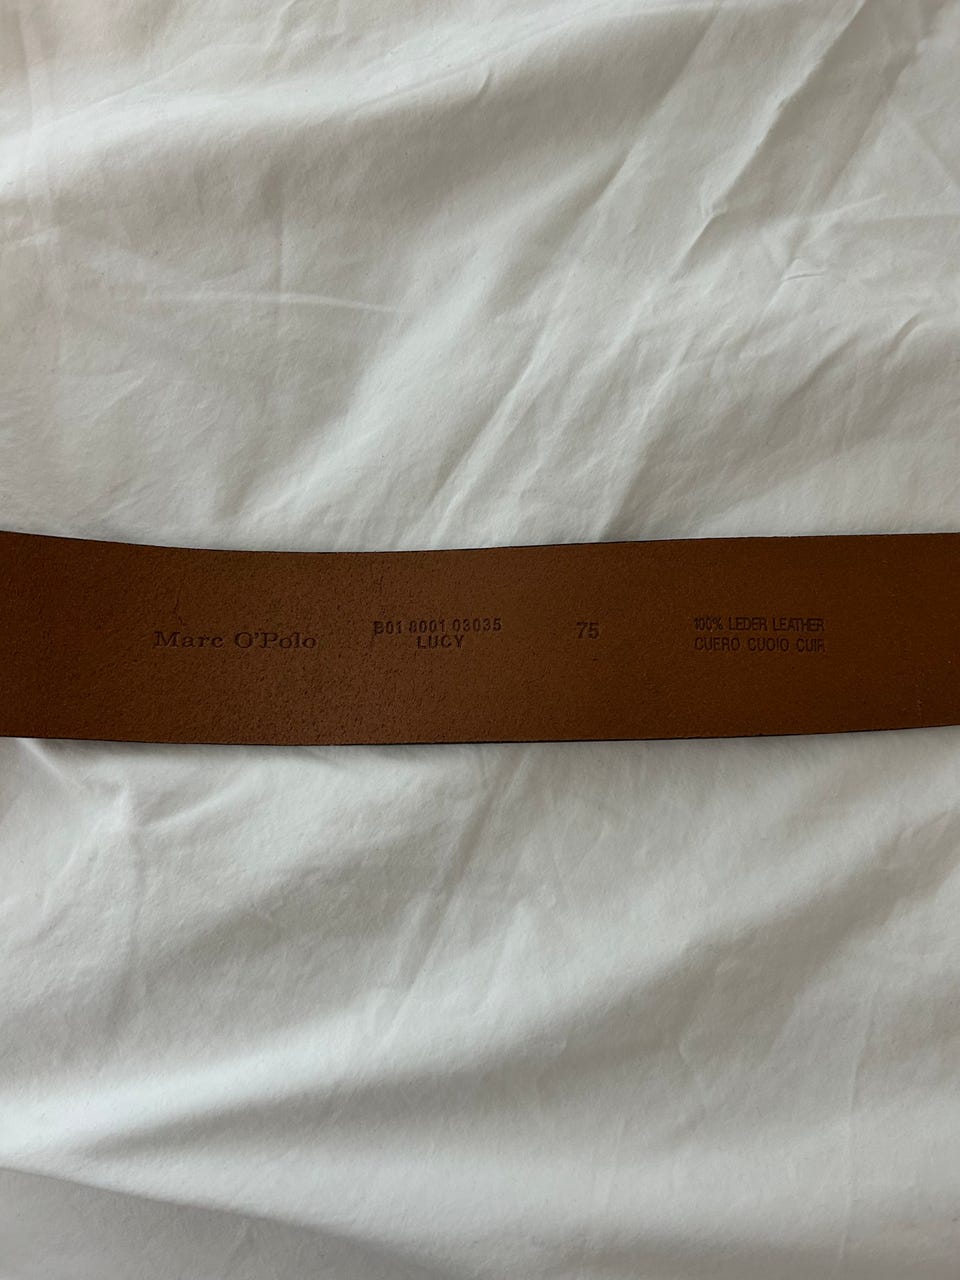 Marc O'Polo
B01 8001 03035
LUCY
75
100% LEDER LEATHER
CUERO CUOIO CUIR